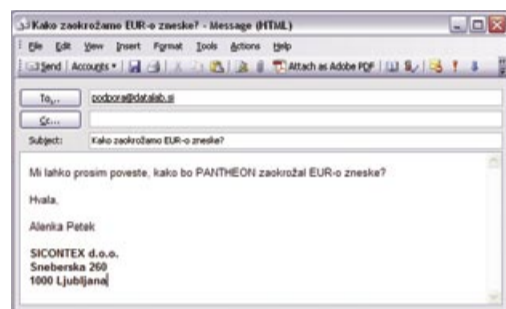 Kako zaokrožamo EUR-o zneske? - Message (HTML)
File Edit View Insert Format Tools Actions Help
Send Accounts Attach as Adobe PDF
To... podpora@datalab.si
Cc...
Subject: Kako zaokrožamo EUR-o zneske?
Mi lahko prosim poveste, kako bo PANTHEON zaokrožal EUR-o zneske?
Hvala,
Alenka Petek
SICONTEX d.o.o.
Sneberska 260
1000 Ljubljana